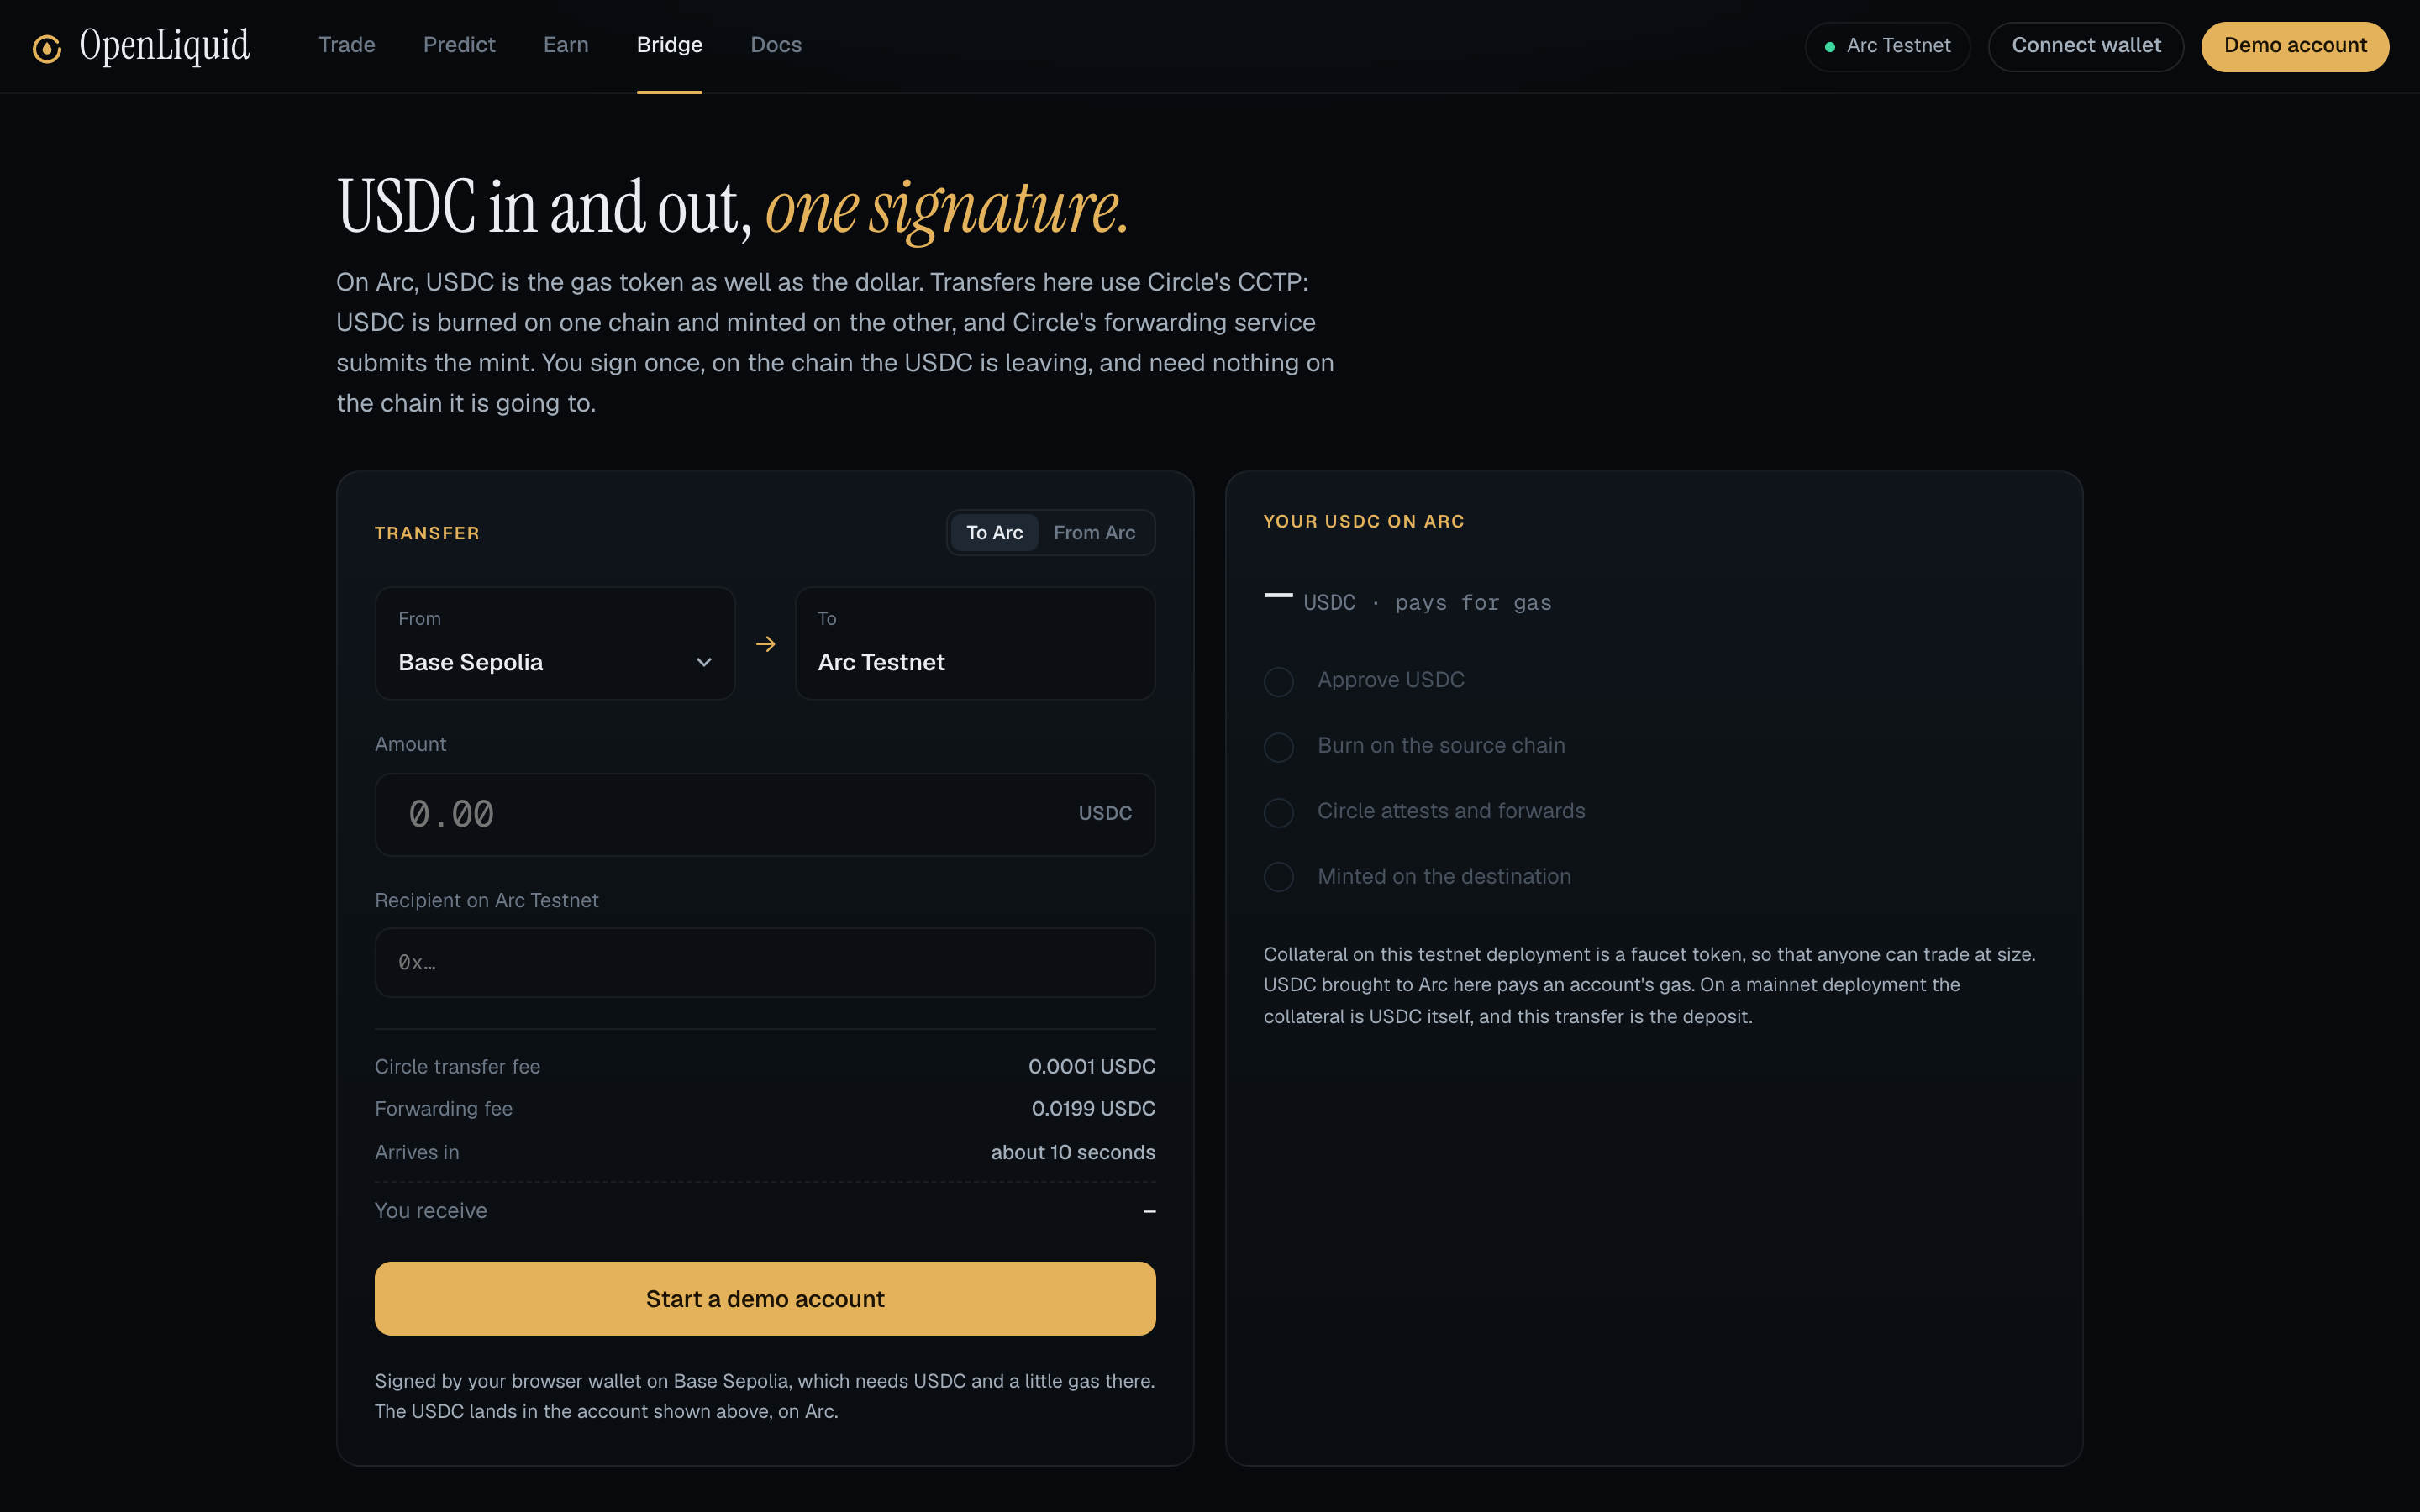 OpenLiquid
Trade
Predict
Earn
Bridge
Docs
Arc Testnet
Connect wallet
Demo account
USDC in and out, one signature.
On Arc, USDC is the gas token as well as the dollar. Transfers here use Circle's CCTP:
USDC is burned on one chain and minted on the other, and Circle's forwarding service
submits the mint. You sign once, on the chain the USDC is leaving, and need nothing on
the chain it is going to.
TRANSFER
To Arc
From Arc
From
Base Sepolia
→
To
Arc Testnet
Amount
0.00
USDC
Recipient on Arc Testnet
0x…
Circle transfer fee
0.0001 USDC
Forwarding fee
0.0199 USDC
Arrives in
about 10 seconds
You receive
–
Start a demo account
Signed by your browser wallet on Base Sepolia, which needs USDC and a little gas there.
The USDC lands in the account shown above, on Arc.
YOUR USDC ON ARC
– USDC · pays for gas
Approve USDC
Burn on the source chain
Circle attests and forwards
Minted on the destination
Collateral on this testnet deployment is a faucet token, so that anyone can trade at size.
USDC brought to Arc here pays an account's gas. On a mainnet deployment the
collateral is USDC itself, and this transfer is the deposit.